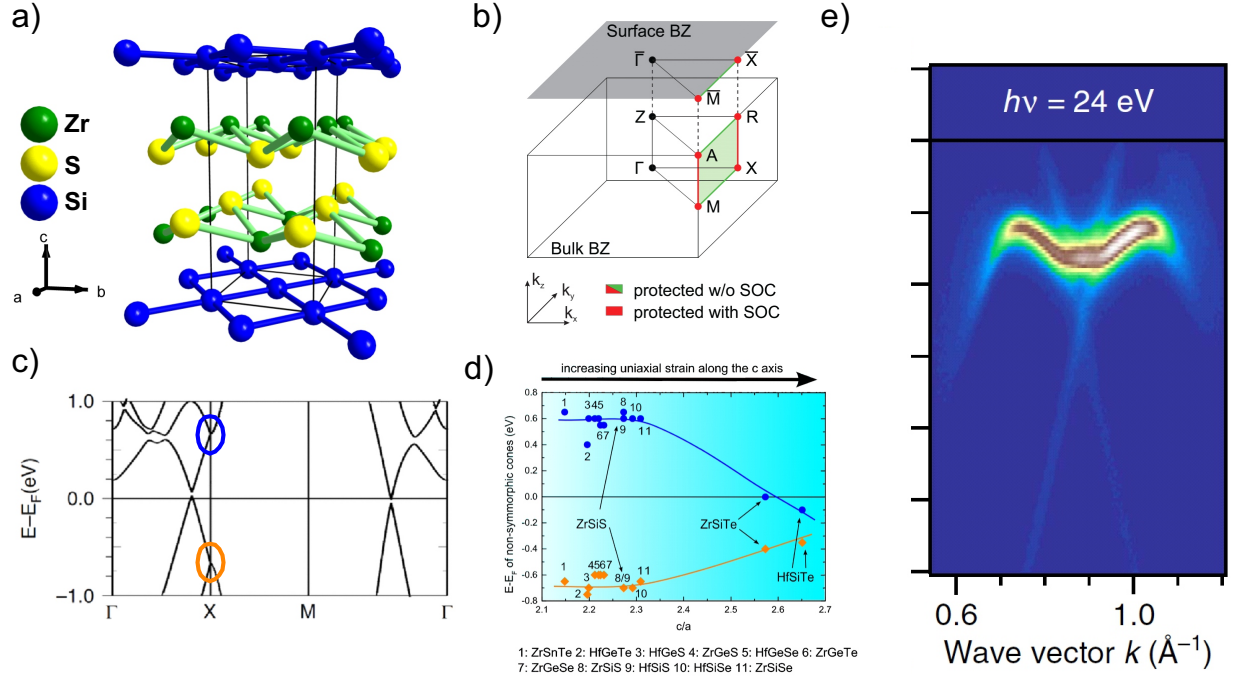 a)
Zr
S
Si
c
a
b
b)
Surface BZ
Γ̅
X̅
M̅
Z
R
A
Γ
X
M
Bulk BZ
k_z
k_y
k_x
protected w/o SOC
protected with SOC
c)
E−E_F(eV)
1.0
0.0
−1.0
Γ
X
M
Γ
d)
increasing uniaxial strain along the c axis
E-E_F of non-symmorphic cones (eV)
0.8
0.6
0.4
0.2
0.0
-0.2
-0.4
-0.6
-0.8
1
2
345
67
8
9
10
11
ZrSiS
ZrSiTe
HfSiTe
1
2
3
4567
8/9
10
11
2.1
2.2
2.3
2.4
2.5
2.6
2.7
c/a
1: ZrSnTe 2: HfGeTe 3: HfGeS 4: ZrGeS 5: HfGeSe 6: ZrGeTe
7: ZrGeSe 8: ZrSiS 9: HfSiS 10: HfSiSe 11: ZrSiSe
e)
hν = 24 eV
0.6
1.0
Wave vector k (Å⁻¹)